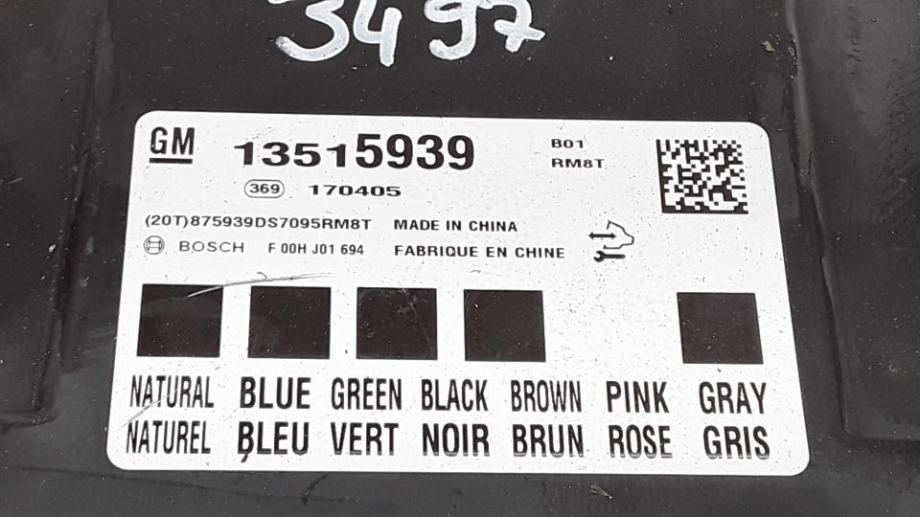 3497
GM 13515939 B01
RM8T
369 170405
(20T)875939DS7095RM8T MADE IN CHINA
BOSCH F 00H J01 694 FABRIQUE EN CHINE
NATURAL BLUE GREEN BLACK BROWN PINK GRAY
NATUREL BLEU VERT NOIR BRUN ROSE GRIS